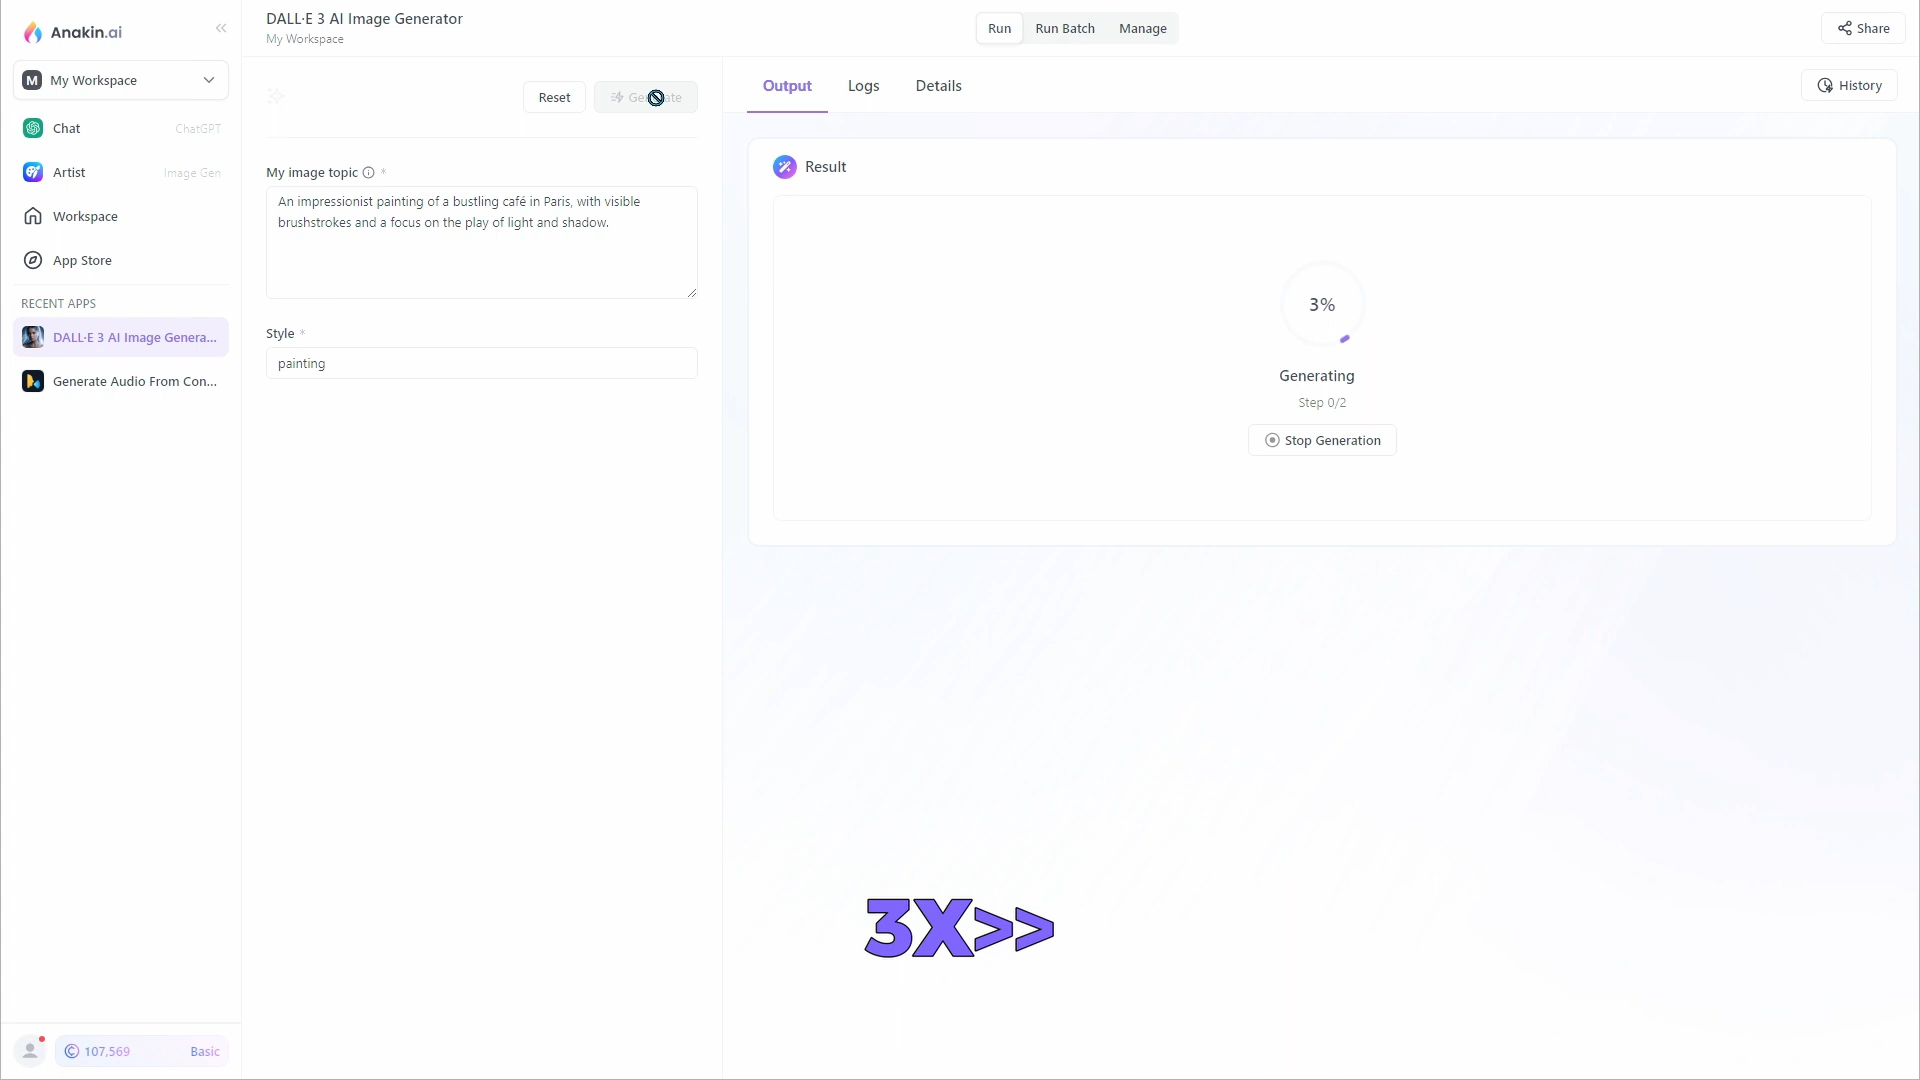 Anakin.ai
M My Workspace
Chat ChatGPT
Artist Image Gen
Workspace
App Store
RECENT APPS
DALL·E 3 AI Image Genera...
Generate Audio From Con...
107,569 Basic
DALL·E 3 AI Image Generator
My Workspace
Run Run Batch Manage
Share
Reset Generate
My image topic *
An impressionist painting of a bustling café in Paris, with visible
brushstrokes and a focus on the play of light and shadow.
Style *
painting
Output Logs Details
History
Result
3%
Generating
Step 0/2
Stop Generation
3X>>